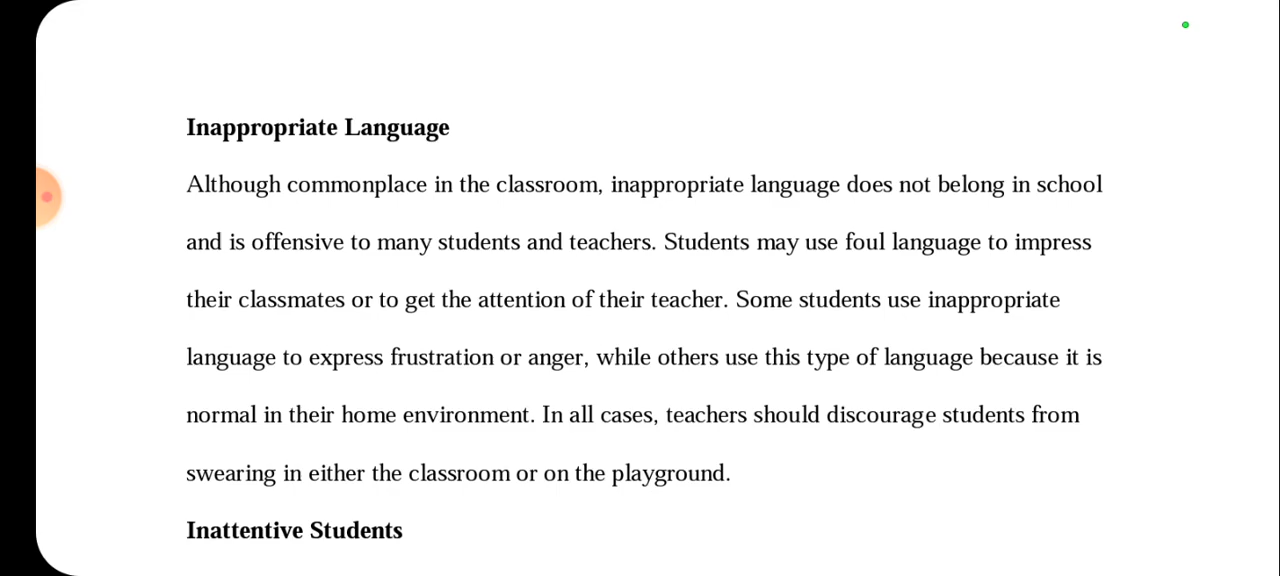 Inappropriate Language
Although commonplace in the classroom, inappropriate language does not belong in school
and is offensive to many students and teachers. Students may use foul language to impress
their classmates or to get the attention of their teacher. Some students use inappropriate
language to express frustration or anger, while others use this type of language because it is
normal in their home environment. In all cases, teachers should discourage students from
swearing in either the classroom or on the playground.
Inattentive Students